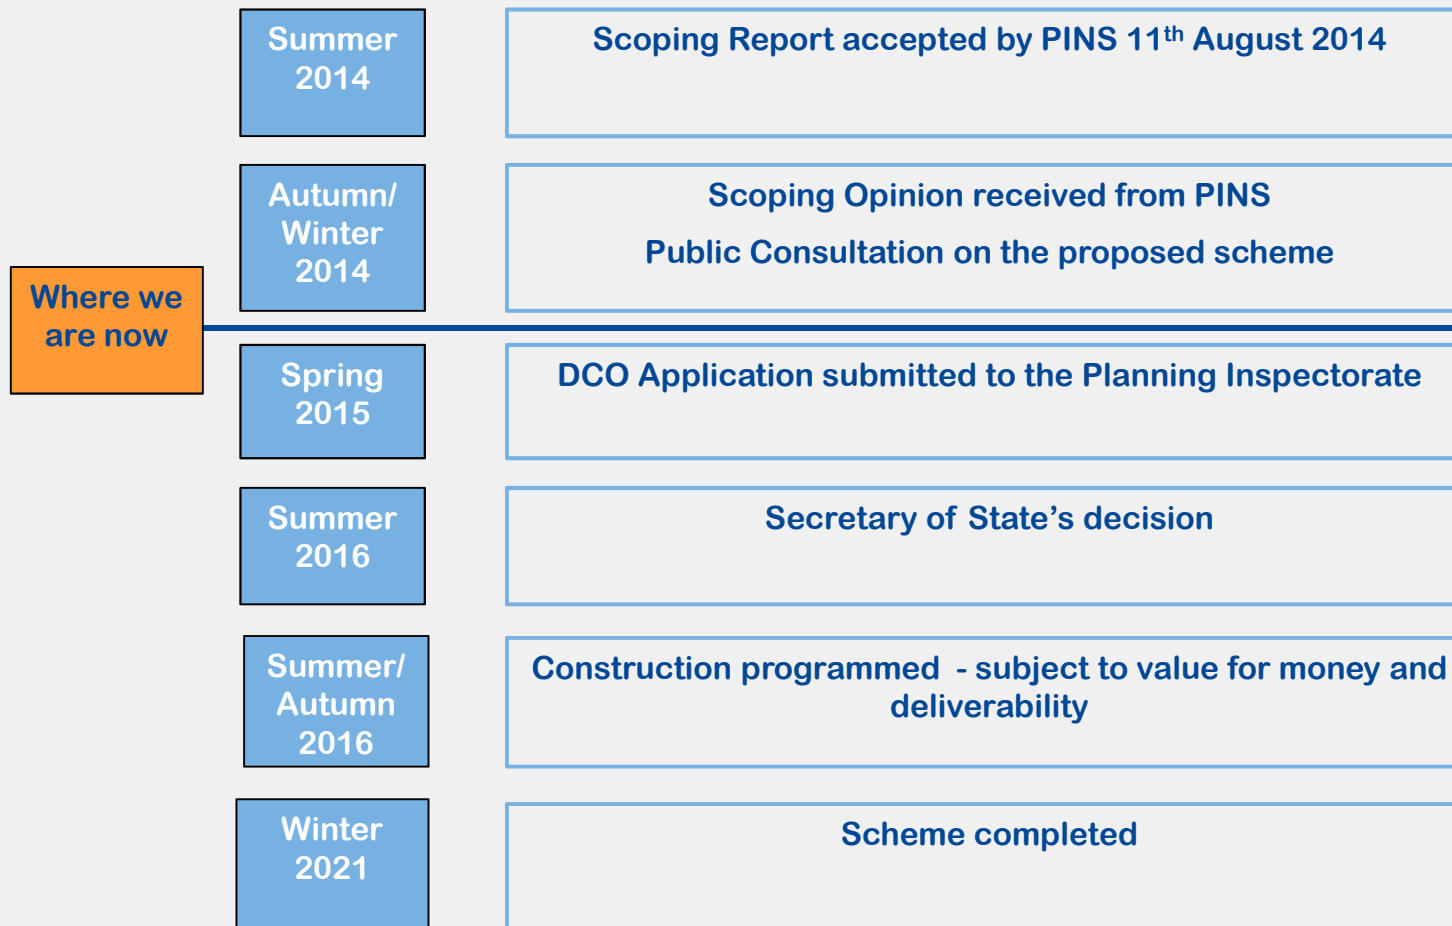 Summer
2014
Scoping Report accepted by PINS 11th August 2014
Autumn/
Winter
2014
Scoping Opinion received from PINS
Public Consultation on the proposed scheme
Where we
are now
Spring
2015
DCO Application submitted to the Planning Inspectorate
Summer
2016
Secretary of State’s decision
Summer/
Autumn
2016
Construction programmed  - subject to value for money and
deliverability
Winter
2021
Scheme completed